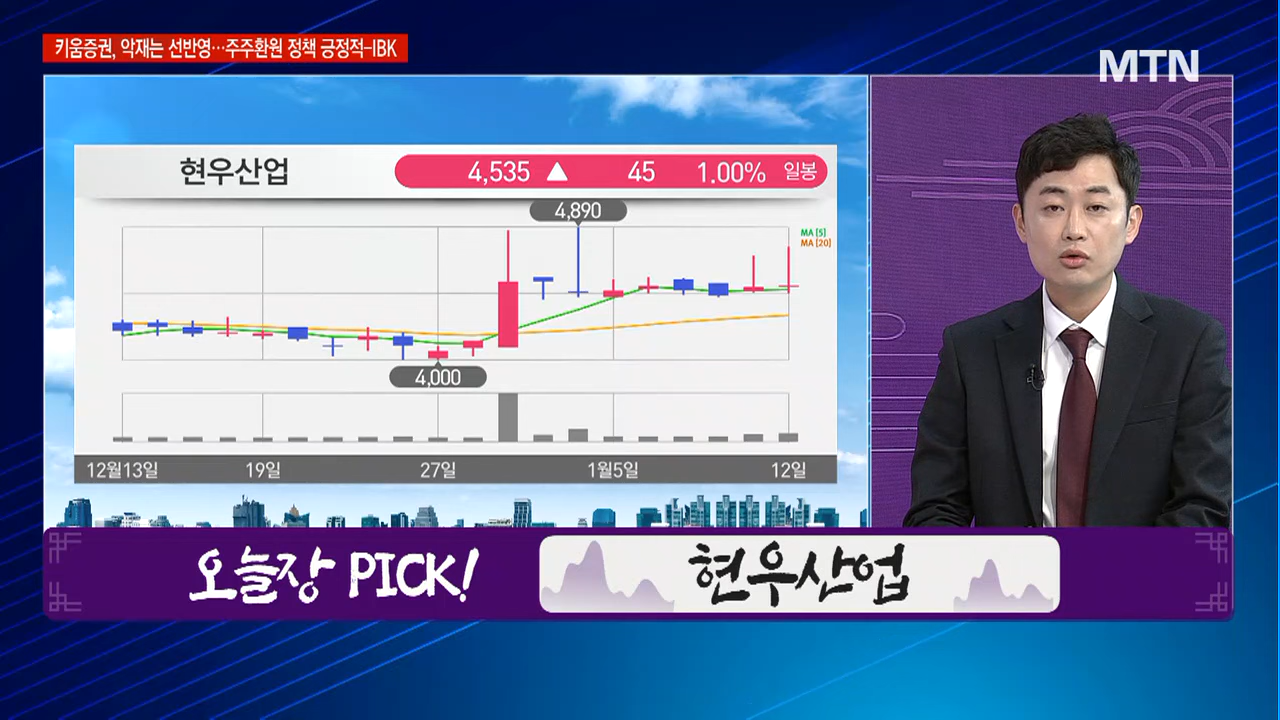 키움증권, 악재는 선반영…주주환원 정책 긍정적-IBK
MTN
현우산업 4,535 ▲ 45 1.00% 일봉
4,890
MA [5]
MA [20]
4,000
12월13일 19일 27일 1월5일 12일
오늘장 PICK! 현우산업